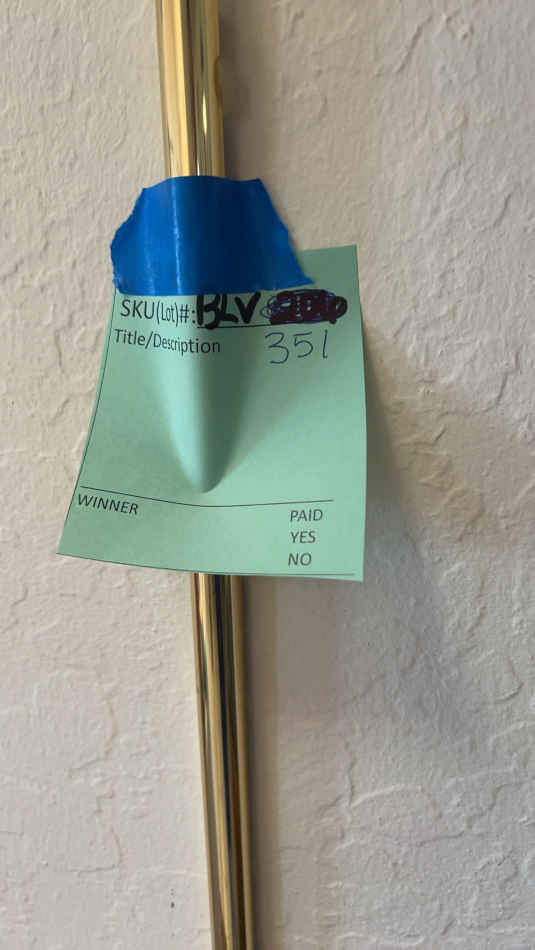 SKU(Lot)#:BLV
Title/Description 351
WINNER
PAID
YES
NO